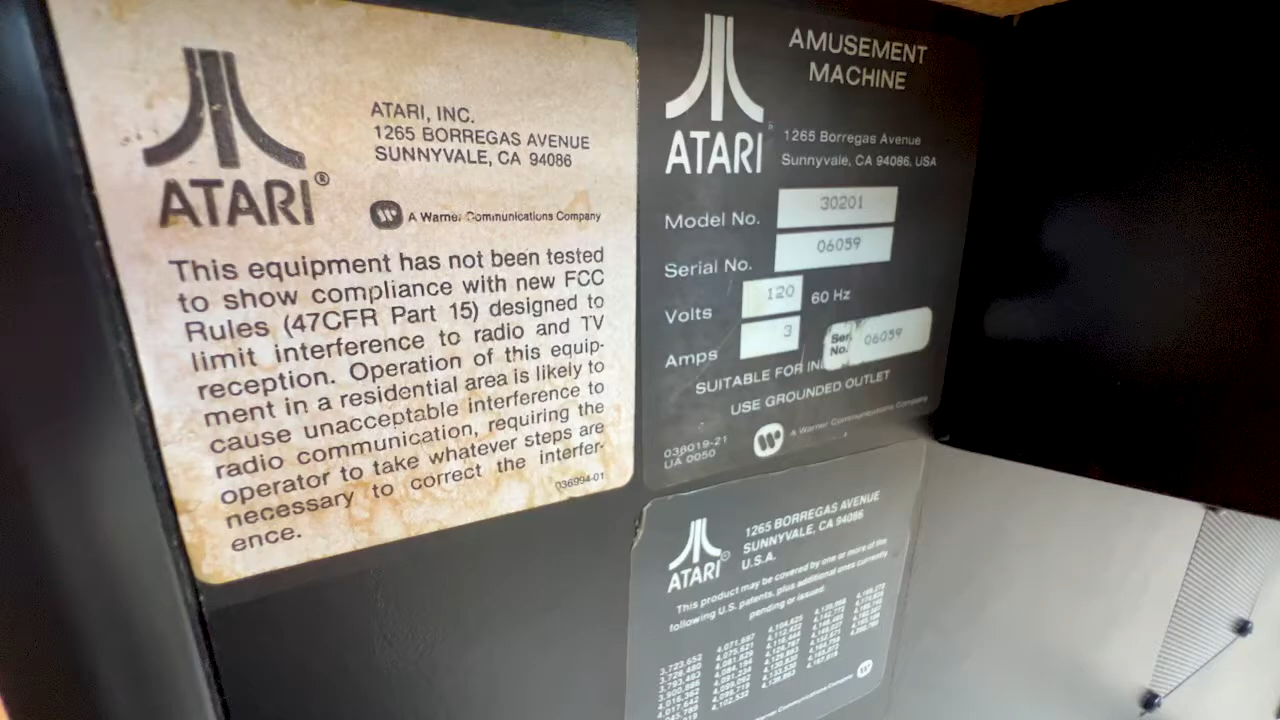 ATARI®
ATARI, INC.
1265 BORREGAS AVENUE
SUNNYVALE, CA 94086
A Warner Communications Company
This equipment has not been tested
to show compliance with new FCC
Rules (47CFR Part 15) designed to
limit interference to radio and TV
reception. Operation of this equip-
ment in a residential area is likely to
cause unacceptable interference to
radio communication, requiring the
operator to take whatever steps are
necessary to correct the interfer-
ence.
036994-01
ATARI
AMUSEMENT
MACHINE
1265 Borregas Avenue
Sunnyvale, CA 94086, USA
Model No. 30201
Serial No. 06059
Volts 120 60 Hz
Amps 3
Ser. No. 06059
SUITABLE FOR
USE GROUNDED OUTLET
A Warner Communications Company
038019-21
UA 0050
ATARI®
1265 BORREGAS AVENUE
SUNNYVALE, CA 94086
U.S.A.
This product may be covered by one or more of the
following U.S. patents, plus additional ones currently
pending or issued:
A Warner Communications Company